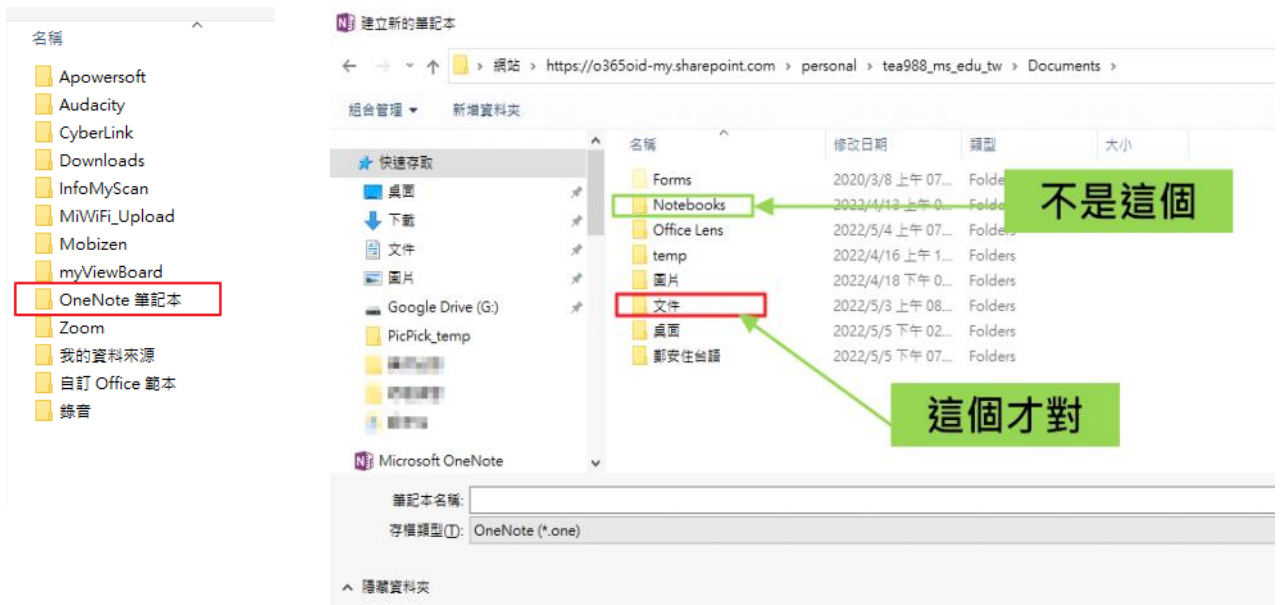 名稱
Apowersoft
Audacity
CyberLink
Downloads
InfoMyScan
MiWiFi_Upload
Mobizen
myViewBoard
OneNote 筆記本
Zoom
我的資料來源
自訂 Office 範本
錄音
建立新的筆記本
› 網站 › https://o365oid-my.sharepoint.com › personal › tea988_ms_edu_tw › Documents ›
組合管理 新增資料夾
快速存取
桌面
下載
文件
圖片
Google Drive (G:)
PicPick_temp
Microsoft OneNote
名稱 修改日期 類型 大小
Forms 2020/3/8 上午 07... Folde
Notebooks 2022/4/13 上午 0... Folde
Office Lens 2022/5/4 上午 07... Folders
temp 2022/4/16 上午 1... Folders
圖片 2022/4/18 下午 0... Folders
文件 2022/5/3 上午 08... Folders
桌面 2022/5/5 下午 02... Folders
鄭安住台語 2022/5/5 下午 07... Folders
不是這個
這個才對
筆記本名稱:
存檔類型(T): OneNote (*.one)
隱藏資料夾